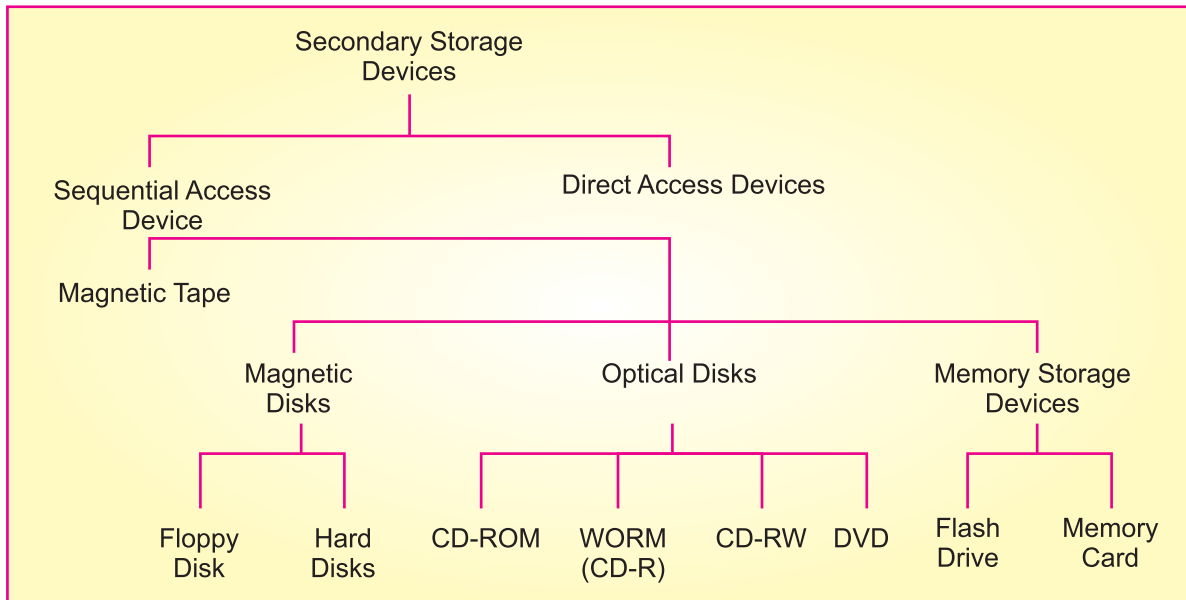 Secondary Storage
Devices
Sequential Access
Device
Direct Access Devices
Magnetic Tape
Magnetic
Disks
Optical Disks
Memory Storage
Devices
Floppy
Disk
Hard
Disks
CD-ROM
WORM
(CD-R)
CD-RW
DVD
Flash
Drive
Memory
Card